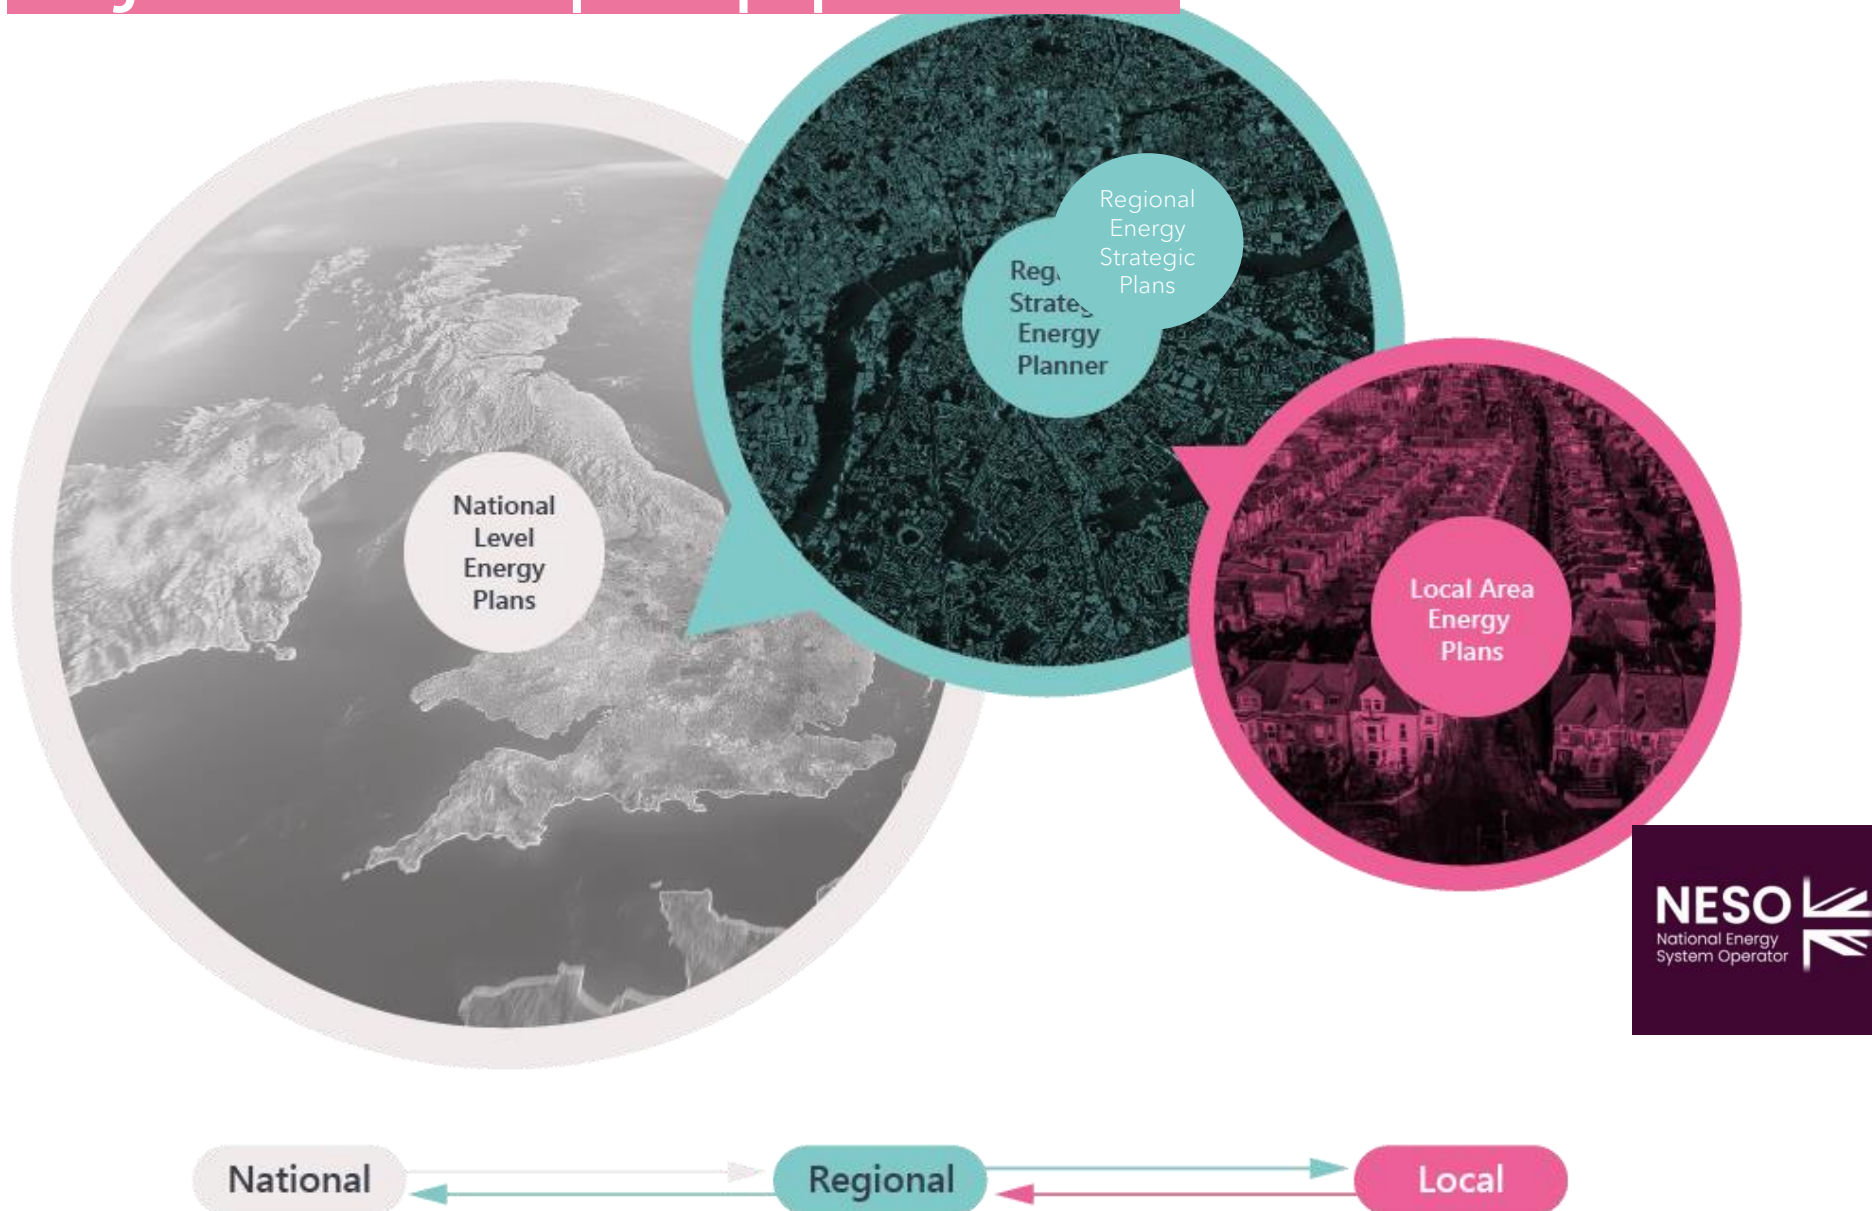 Regional
Energy
Strategic
Plans
Energy
Planner
National
Level
Energy
Plans
Local Area
Energy
Plans
NESO
National Energy
System Operator
National
Regional
Local